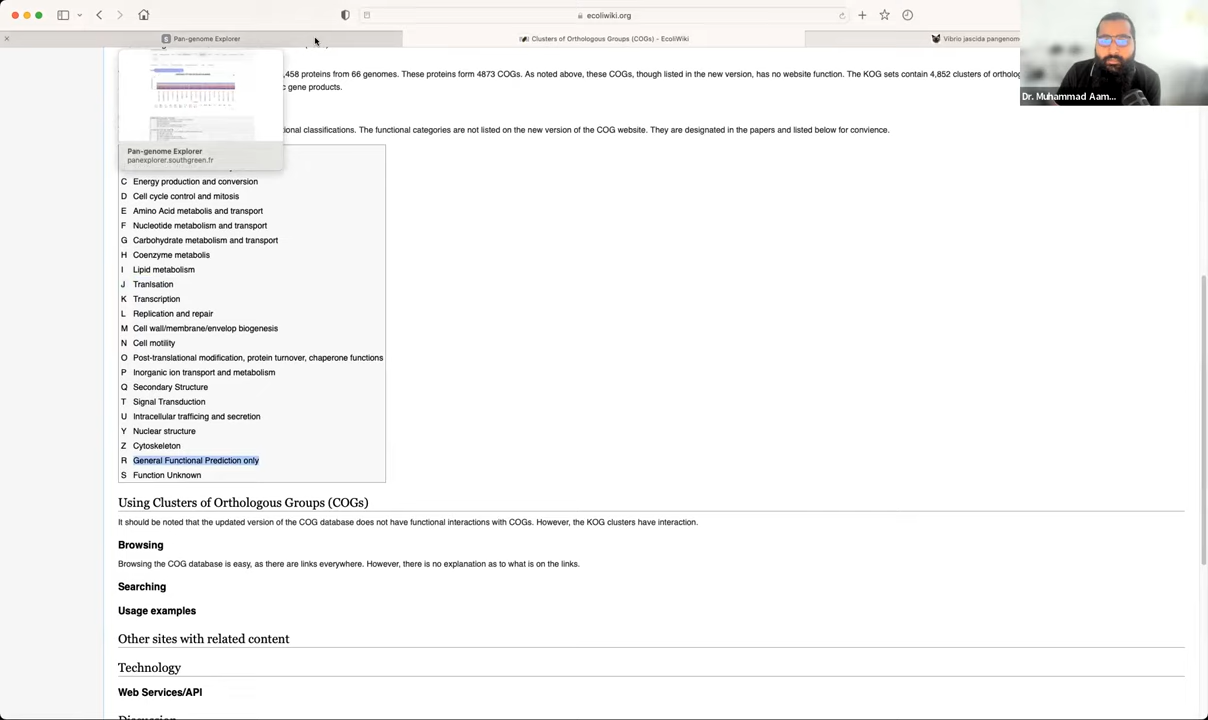 ecoliwiki.org
Pan-genome Explorer
Clusters of Orthologous Groups (COGs) - EcoliWiki
Vibrio jascida pangenom
,458 proteins from 66 genomes. These proteins form 4873 COGs. As noted above, these COGs, though listed in the new version, has no website function. The KOG sets contain 4,852 clusters of ortholog
c gene products.
Dr. Muhammad Aam...
ional classifications. The functional categories are not listed on the new version of the COG website. They are designated in the papers and listed below for convience.
Pan-genome Explorer
panexplorer.southgreen.fr
C Energy production and conversion
D Cell cycle control and mitosis
E Amino Acid metabolis and transport
F Nucleotide metabolism and transport
G Carbohydrate metabolism and transport
H Coenzyme metabolis
I Lipid metabolism
J Tranlsation
K Transcription
L Replication and repair
M Cell wall/membrane/envelop biogenesis
N Cell motility
O Post-translational modification, protein turnover, chaperone functions
P Inorganic ion transport and metabolism
Q Secondary Structure
T Signal Transduction
U Intracellular trafficing and secretion
Y Nuclear structure
Z Cytoskeleton
R General Functional Prediction only
S Function Unknown
Using Clusters of Orthologous Groups (COGs)
It should be noted that the updated version of the COG database does not have functional interactions with COGs. However, the KOG clusters have interaction.
Browsing
Browsing the COG database is easy, as there are links everywhere. However, there is no explanation as to what is on the links.
Searching
Usage examples
Other sites with related content
Technology
Web Services/API
Discussion